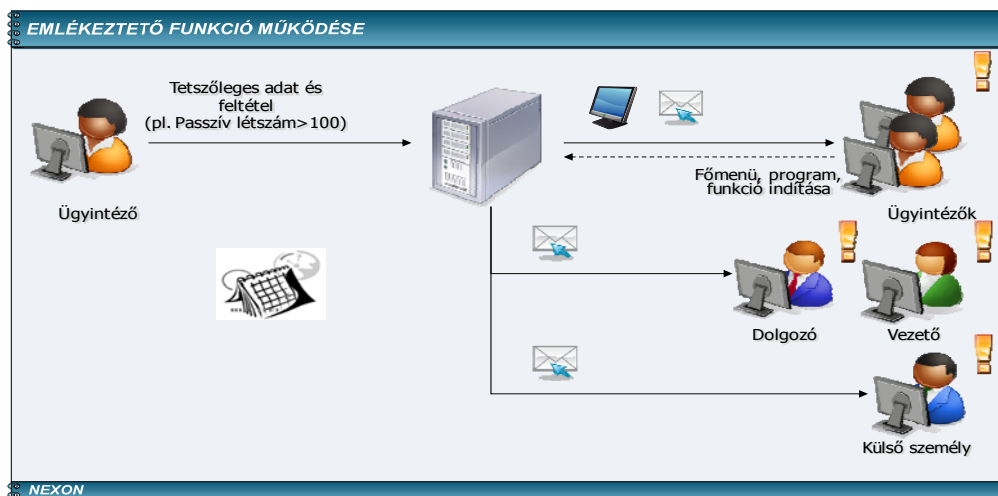 EMLÉKEZTETŐ FUNKCIÓ MŰKÖDÉSE
Tetszőleges adat és
feltétel
(pl. Passzív létszám>100)
Ügyintéző
Főmenü, program,
funkció indítása
Ügyintézők
Dolgozó
Vezető
Külső személy
NEXON